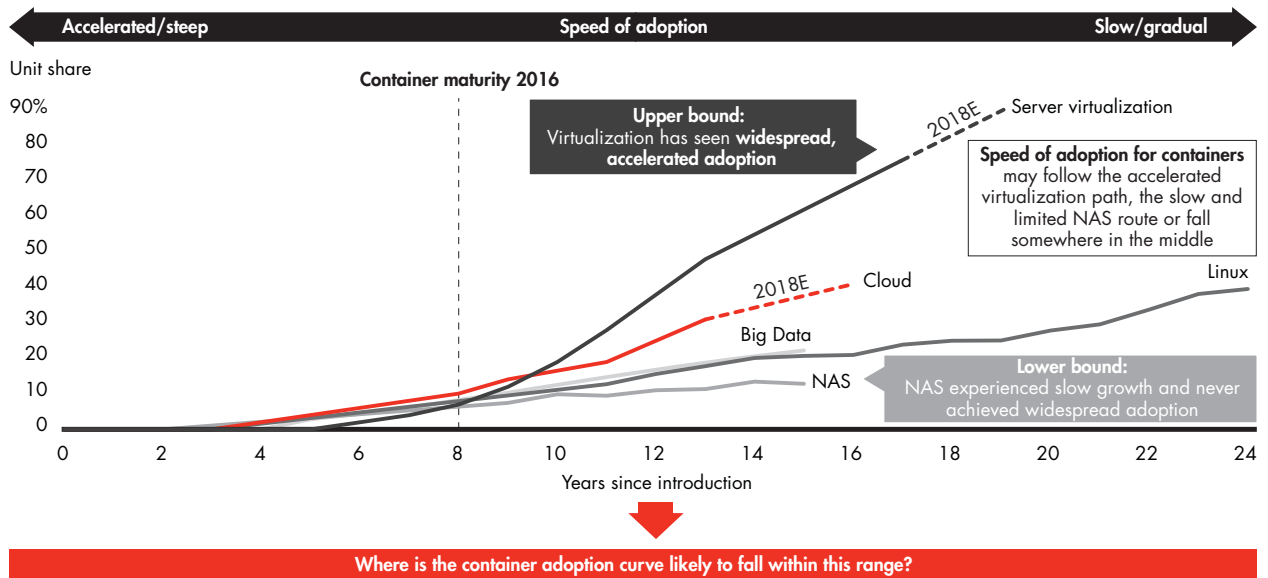 Accelerated/steep Speed of adoption Slow/gradual
Unit share
Container maturity 2016
90%
80
70
60
50
40
30
20
10
0
Upper bound:
Virtualization has seen widespread,
accelerated adoption
2018E
Server virtualization
Speed of adoption for containers
may follow the accelerated
virtualization path, the slow and
limited NAS route or fall
somewhere in the middle
2018E
Cloud
Linux
Big Data
NAS
Lower bound:
NAS experienced slow growth and never
achieved widespread adoption
0 2 4 6 8 10 12 14 16 18 20 22 24
Years since introduction
Where is the container adoption curve likely to fall within this range?